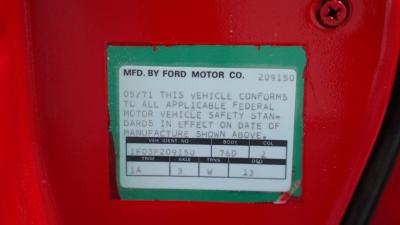 MFD. BY FORD MOTOR CO. 209150
05/71 THIS VEHICLE CONFORMS
TO ALL APPLICABLE FEDERAL
MOTOR VEHICLE SAFETY STAN-
DARDS IN EFFECT ON DATE OF
MANUFACTURE SHOWN ABOVE.
VEH IDENT NO. BODY COL
1F03P209150 76D 2
TRIM AXLE TRNS DSO
1A 3 W 13